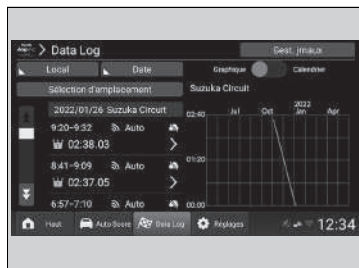 > Data Log
Gest. jrnaux
Local
Date
Graphique
Calendrier
Sélection d'emplacement
Suzuka Circuit
2022/01/26 Suzuka Circuit
9:20-9:32 Auto
02:38.03
8:41-9:09 Auto
02:37.05
6:57-7:10 Auto
2022
Jul Oct Jan Apr
02:40
01:20
00:00
Haut
Auto Score
Data Log
Réglages
12:34